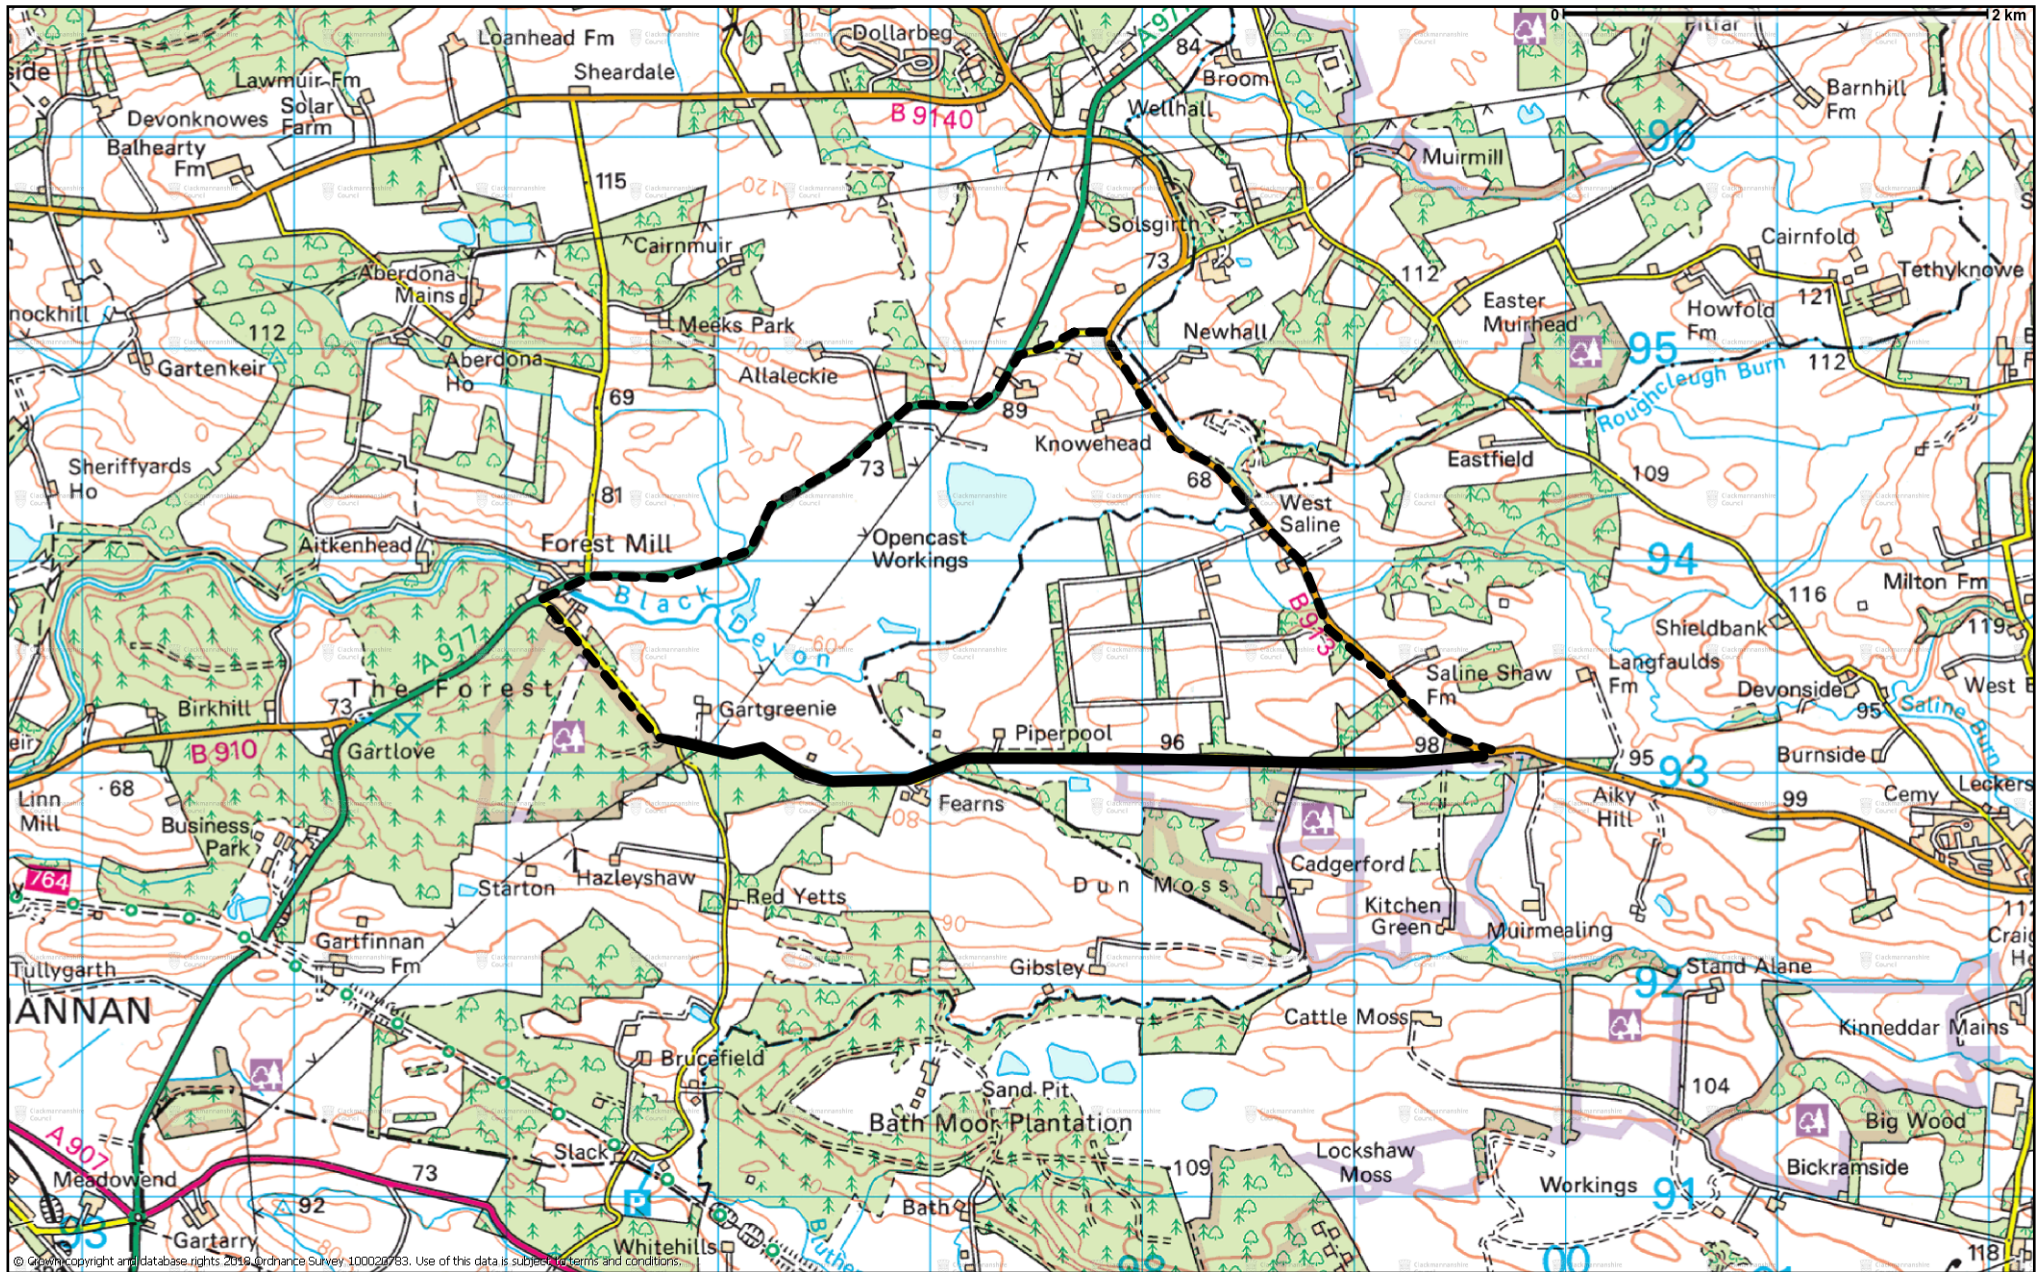 0 2 km
A 977
Loanhead Fm
Dollarbeg
84
Pitfar
side
Lawmuir Fm
Sheardale
Broom
Barnhill
Fm
Solar
Farm
Devonknowes
B 9140
Wellhall
Balhearty
Fm
96
Muirmill
115
120
Solsgirth
Cairnmuir
73
Cairnfold
Aberdona
Mains
112
Tethyknowe
121
Easter
Muirhead
Howfold
Fm
nockhill
112
Meeks Park
Newhall
95
100
Gartenkeir
Aberdona
Ho
Allaleckie
112
Roughcleugh Burn
69
89
Knowehead
Eastfield
Sheriffyards
Ho
73
68
109
81
West
Saline
Aitkenhead
Forest Mill
Opencast
Workings
94
Milton Fm
Black
Devon
B 913
116
Shieldbank
119
60
A 977
The Forest
Saline Shaw
Fm
Langfaulds
Fm
Devonside
West
Saline Burn
Birkhill
73
Gartgreenie
95
B 910
Gartlove
70
Piperpool
96
98
95
Burnside
93
68
Linn
Mill
Fearns
Aiky
Hill
99
Cemy
Leckers
80
Business
Park
Cadgerford
764
Starton
Hazleyshaw
Dun Moss
Red Yetts
Kitchen
Green
90
Muirmealing
Gartfinnan
Fm
Tullygarth
Gibsley
70
Stand Alane
92
ANNAN
Cattle Moss
Kinneddar Mains
Brucefield
Sand Pit
104
Bath Moor Plantation
Big Wood
A 907
Slack
109
Lockshaw
Moss
Bickramside
Meadowend
73
P
Workings
91
92
Bath
93
Gartarry
Whitehills
118
© Crown copyright and database rights 2018 Ordnance Survey 100020783. Use of this data is subject to terms and conditions.